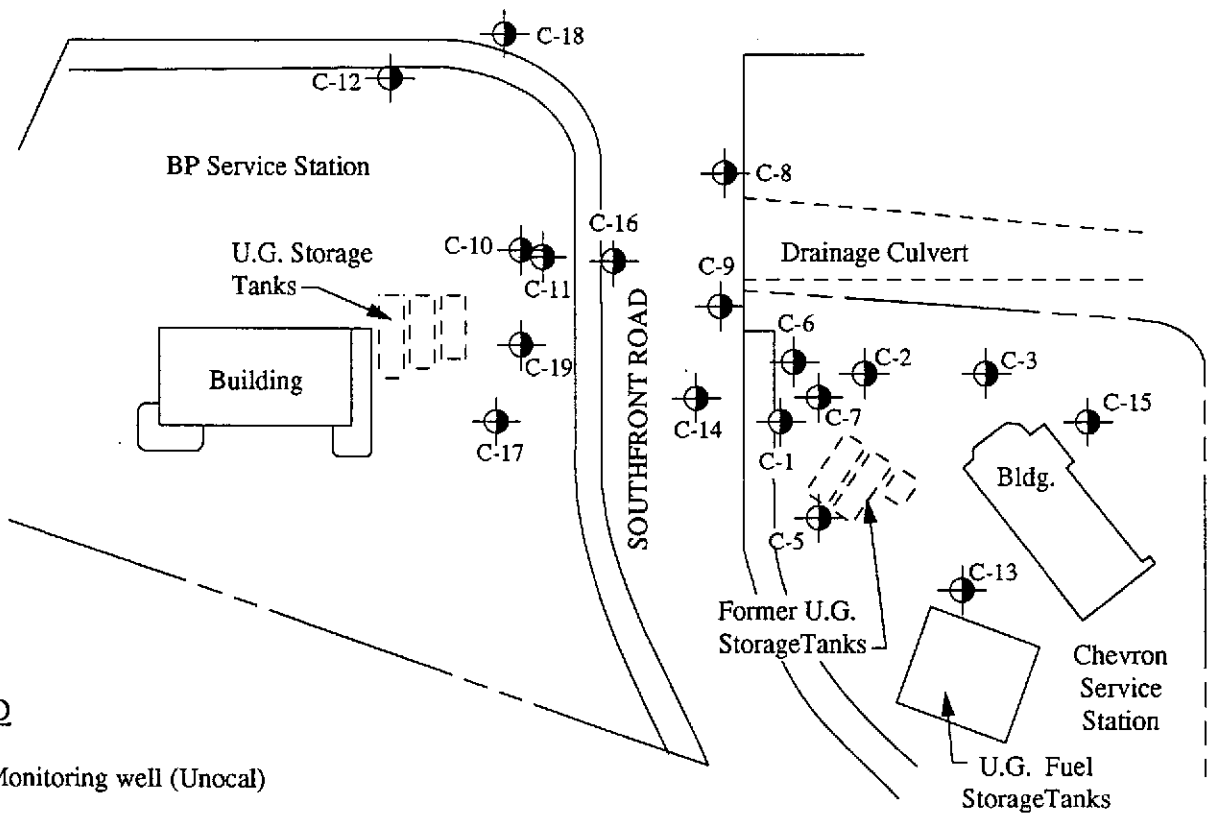 C-18
C-12
BP Service Station
C-8
C-16
C-10
U.G. Storage
Tanks
C-11
Drainage Culvert
C-9
C-6
C-2
C-3
C-19
Building
SOUTHFRONT ROAD
C-7
C-15
C-14
C-17
C-1
Bldg.
C-5
C-13
Former U.G.
StorageTanks
Chevron
Service
Station
Monitoring well (Unocal)
U.G. Fuel
StorageTanks